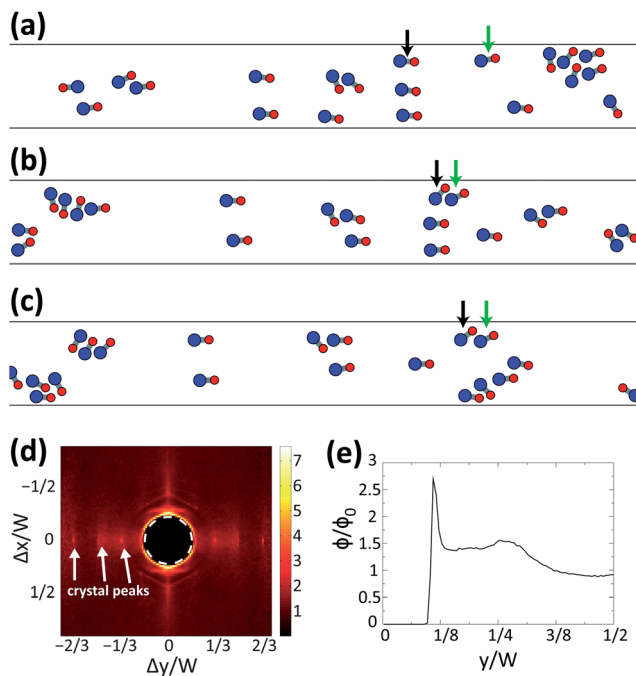 (a)
(b)
(c)
(d)
−1/2
0
1/2
Δx/W
crystal peaks
−2/3
−1/3
0
1/3
2/3
Δy/W
7
6
5
4
3
2
1
(e)
3
2.5
2
1.5
1
0.5
0
ϕ/ϕ0
0
1/8
1/4
3/8
1/2
y/W